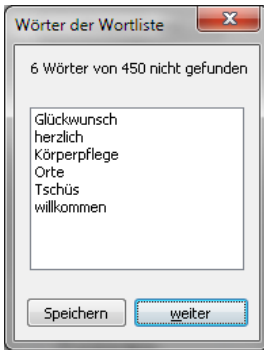 Wörter der Wortliste
6 Wörter von 450 nicht gefunden
Glückwunsch
herzlich
Körperpflege
Orte
Tschüs
willkommen
Speichern weiter